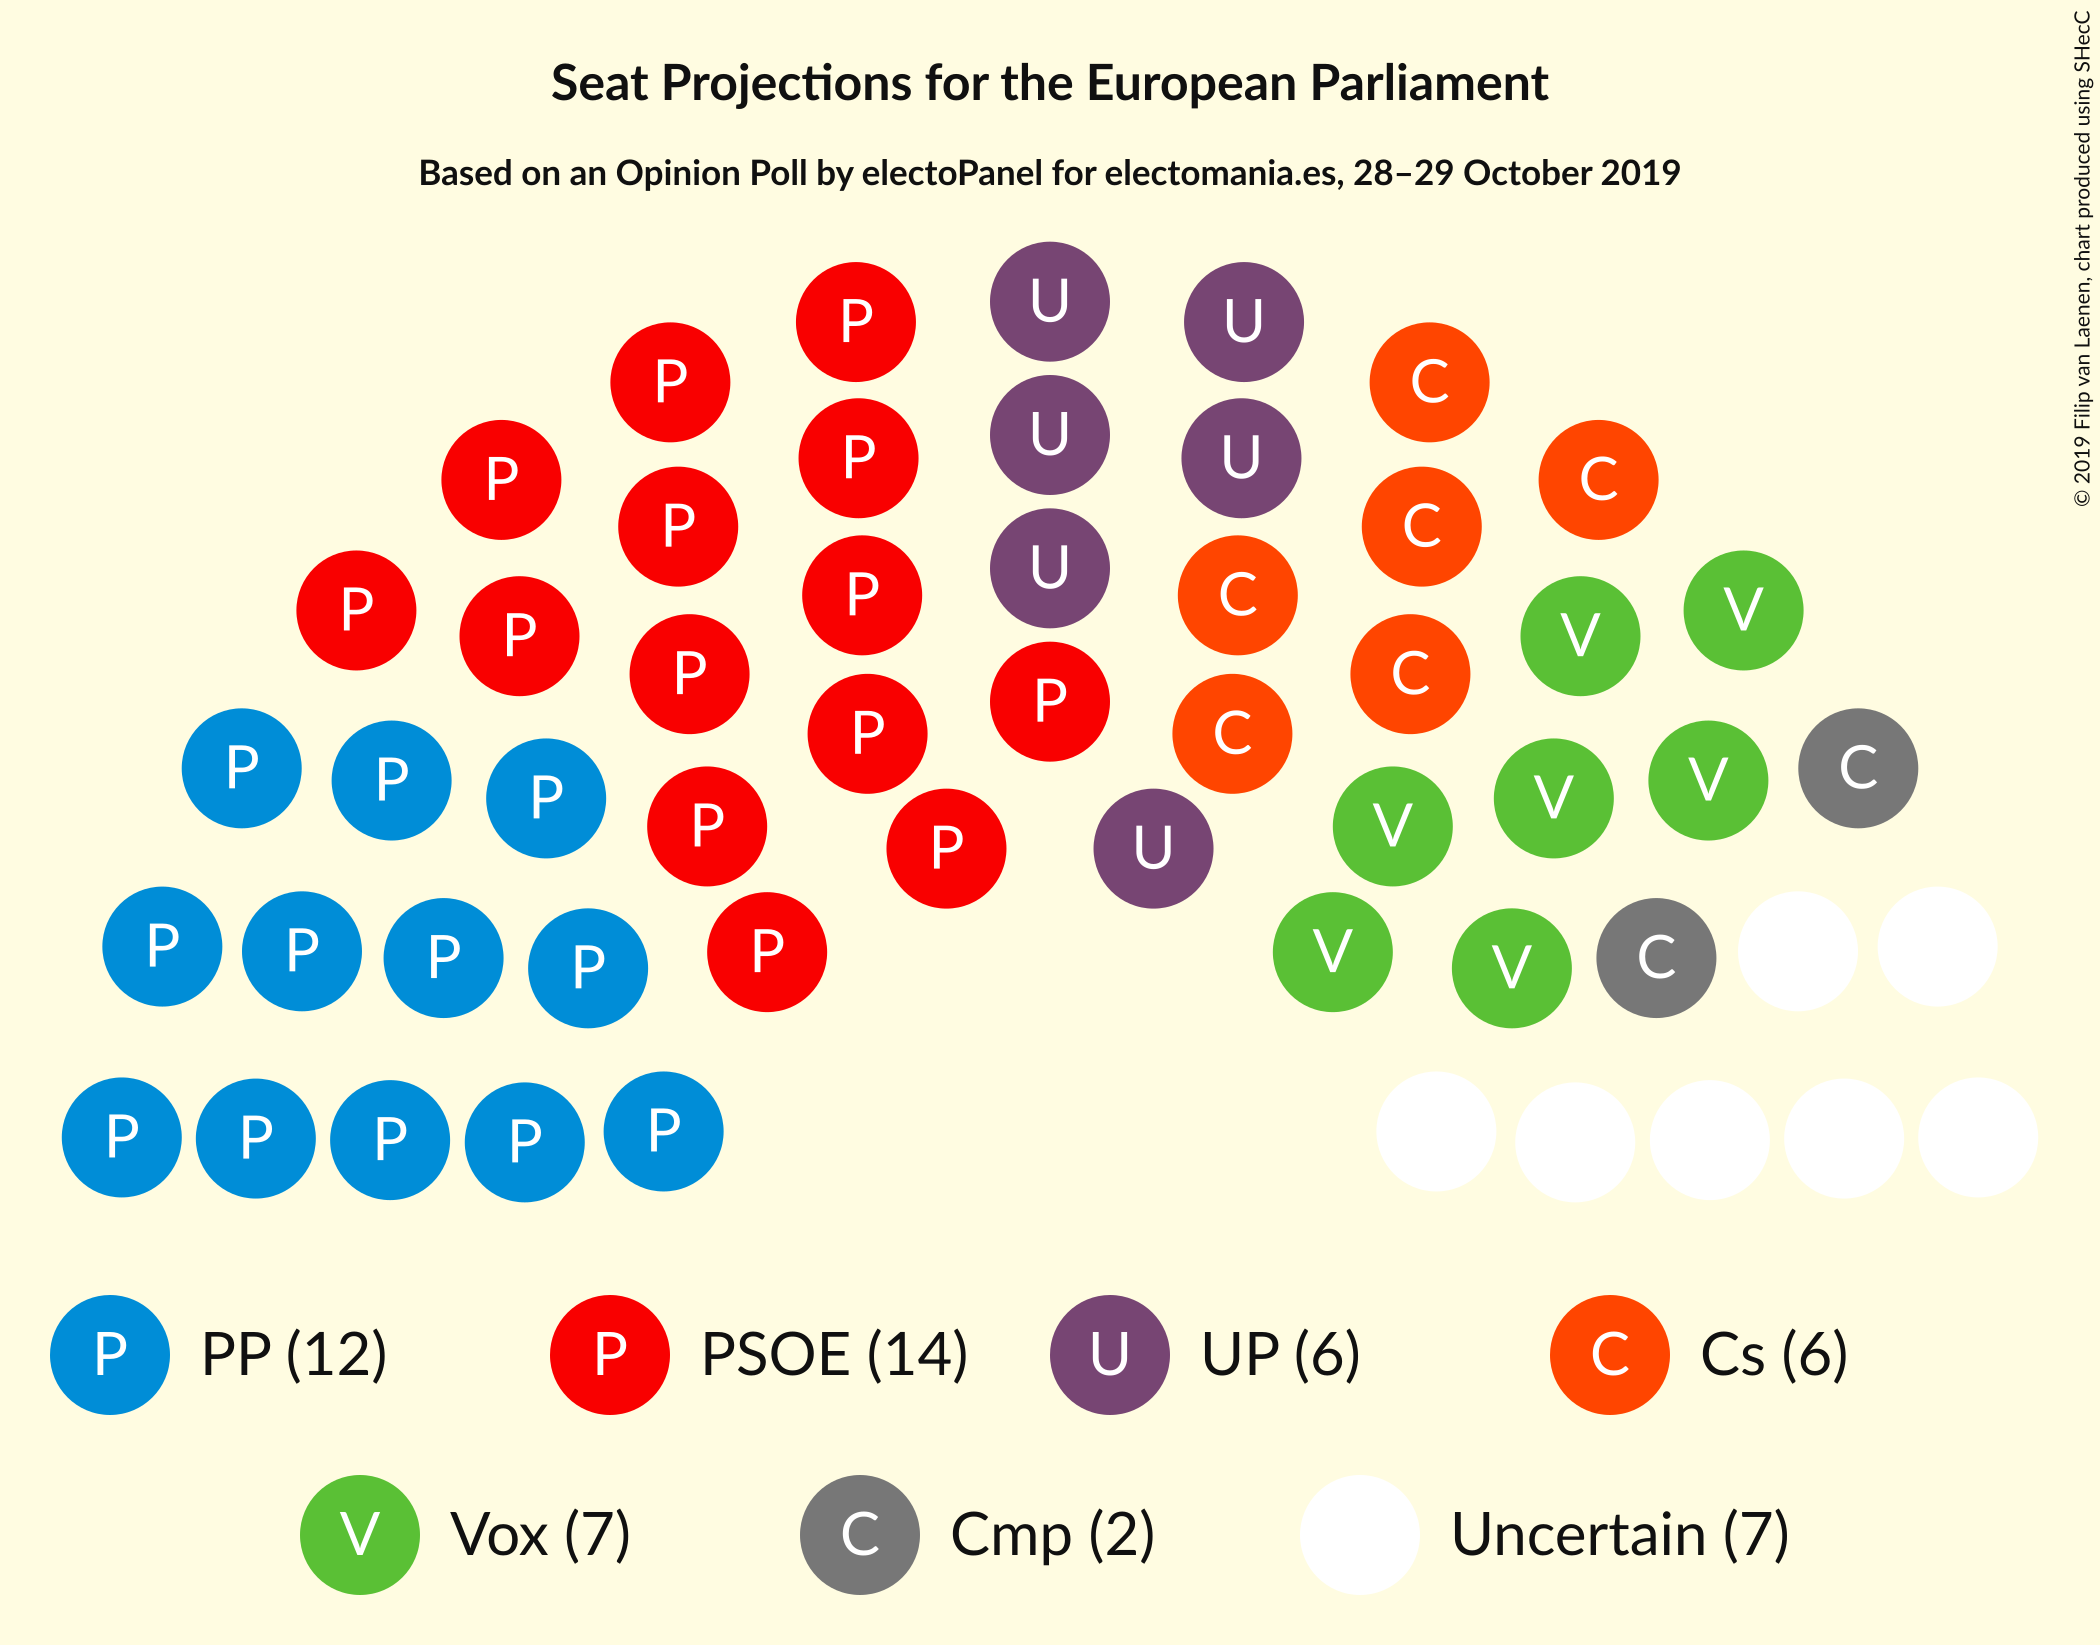 Seat Projections for the European Parliament
Based on an Opinion Poll by electoPanel for electomania.es, 28–29 October 2019
© 2019 Filip van Laenen, chart produced using SHecC
U
P U
P C
U
P U
P C
P C
U
P C
P V
P V
P C
P
P C
P C
P V
P V
P V
P C
P U
P V
P P P P V V C
P P P P P
P PP (12) P PSOE (14) U UP (6) C Cs (6)
V Vox (7) C Cmp (2) Uncertain (7)